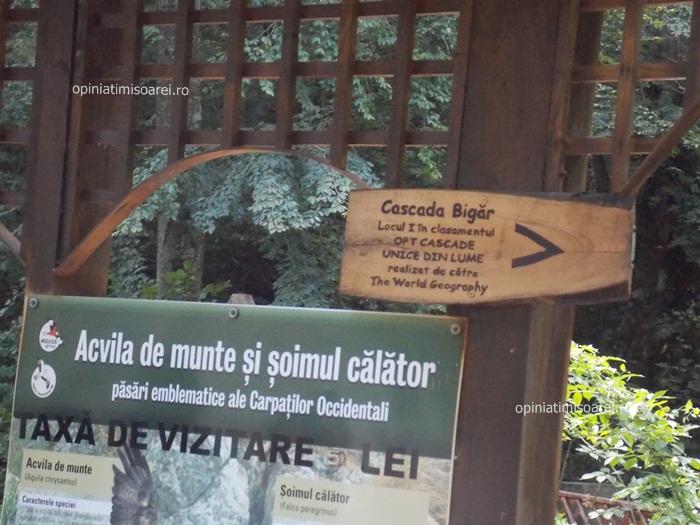 opiniatimisoarei.ro
Cascada Bigăr
Locul I în clasamentul
OPT CASCADE
UNICE DIN LUME
realizat de către
The World Geography
Acvila de munte și șoimul călător
păsări emblematice ale Carpaților Occidentali
opiniatimisoarei.ro
TAXĂ DE VIZITARE LEI
Acvila de munte
(Aquila chrysaetos)
Caracterele speciei
Șoimul călător
(Falco peregrinus)